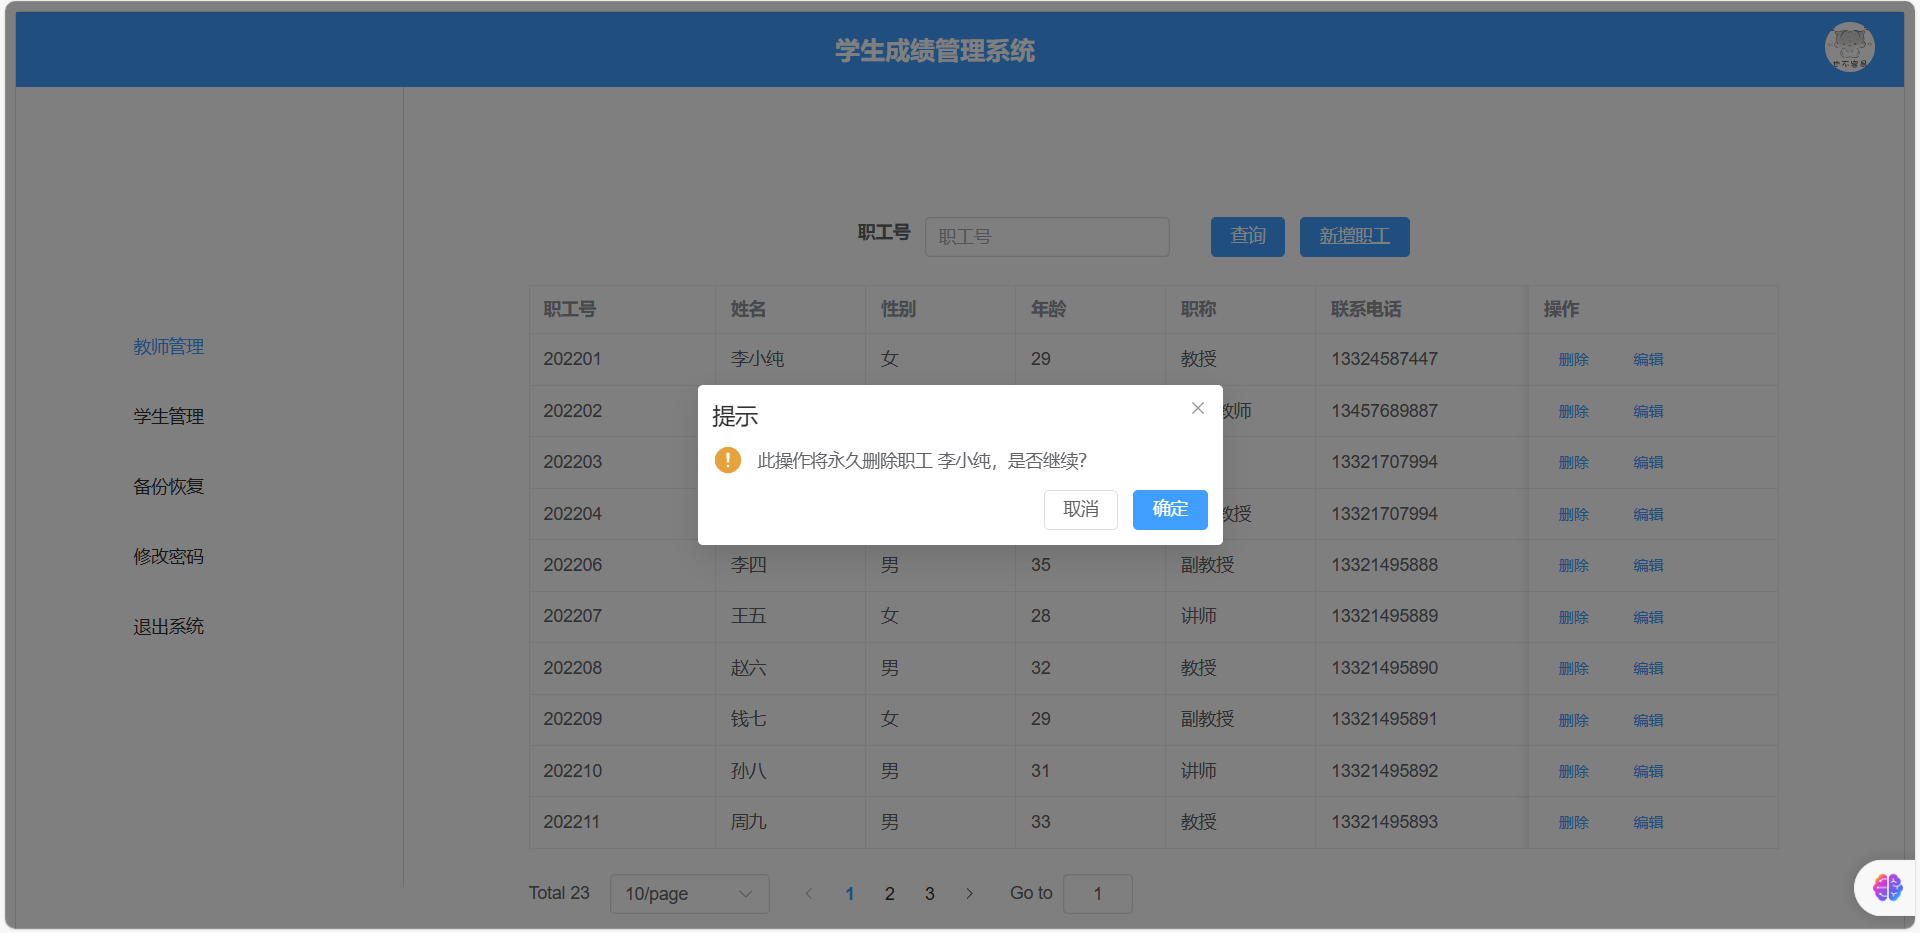 学生成绩管理系统
也不容易
职工号 职工号 查询 新增职工
教师管理
学生管理
备份恢复
修改密码
退出系统
职工号 姓名 性别 年龄 职称 联系电话 操作
202201 李小纯 女 29 教授 13324587447 删除 编辑
202202 教师 13457689887 删除 编辑
202203 13321707994 删除 编辑
202204 教授 13321707994 删除 编辑
提示
此操作将永久删除职工 李小纯，是否继续?
取消 确定
202206 李四 男 35 副教授 13321495888 删除 编辑
202207 王五 女 28 讲师 13321495889 删除 编辑
202208 赵六 男 32 教授 13321495890 删除 编辑
202209 钱七 女 29 副教授 13321495891 删除 编辑
202210 孙八 男 31 讲师 13321495892 删除 编辑
202211 周九 男 33 教授 13321495893 删除 编辑
Total 23 10/page 1 2 3 Go to 1